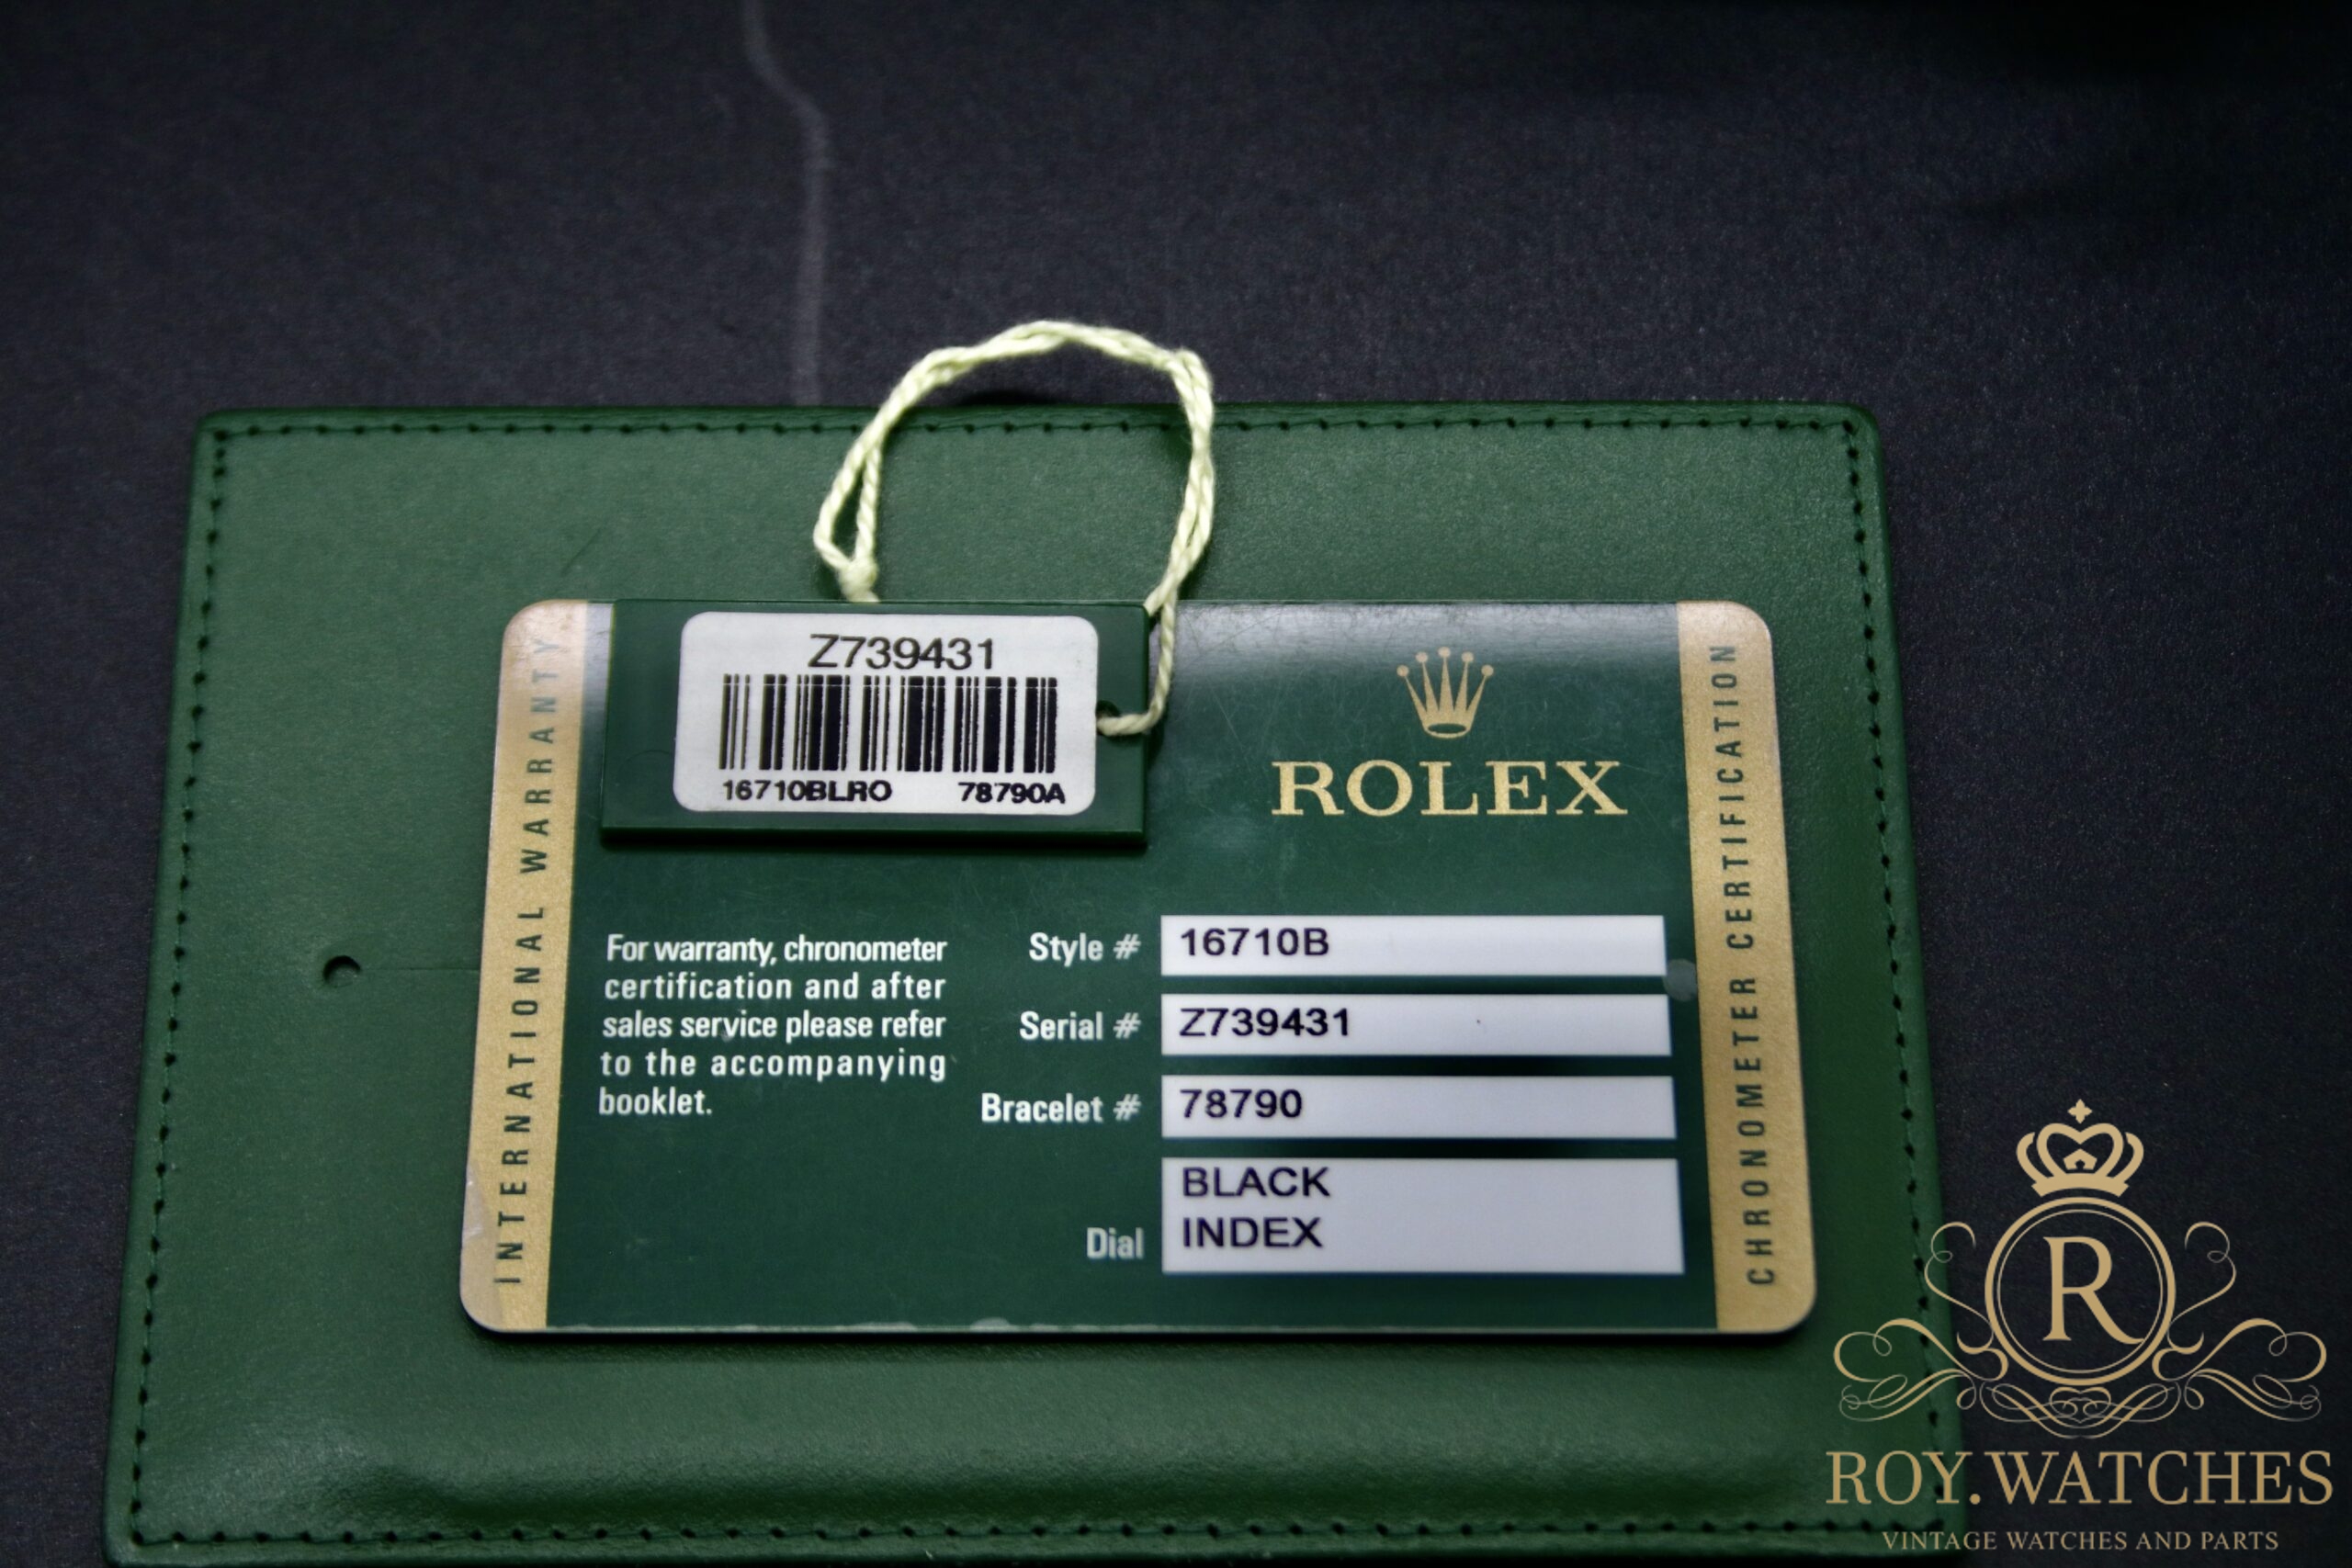 Z739431
16710BLRO 78790A
ROLEX
INTERNATIONAL WARRANTY
CHRONOMETER CERTIFICATION
For warranty, chronometer
certification and after
sales service please refer
to the accompanying
booklet.
Style # 16710B
Serial # Z739431
Bracelet # 78790
Dial BLACK
INDEX
R
ROY.WATCHES
VINTAGE WATCHES AND PARTS